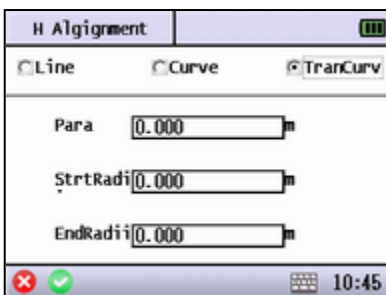 H Algignment
Line Curve TranCurv
Para 0.000 m
StrtRadi 0.000 m
EndRadii 0.000 m
10:45